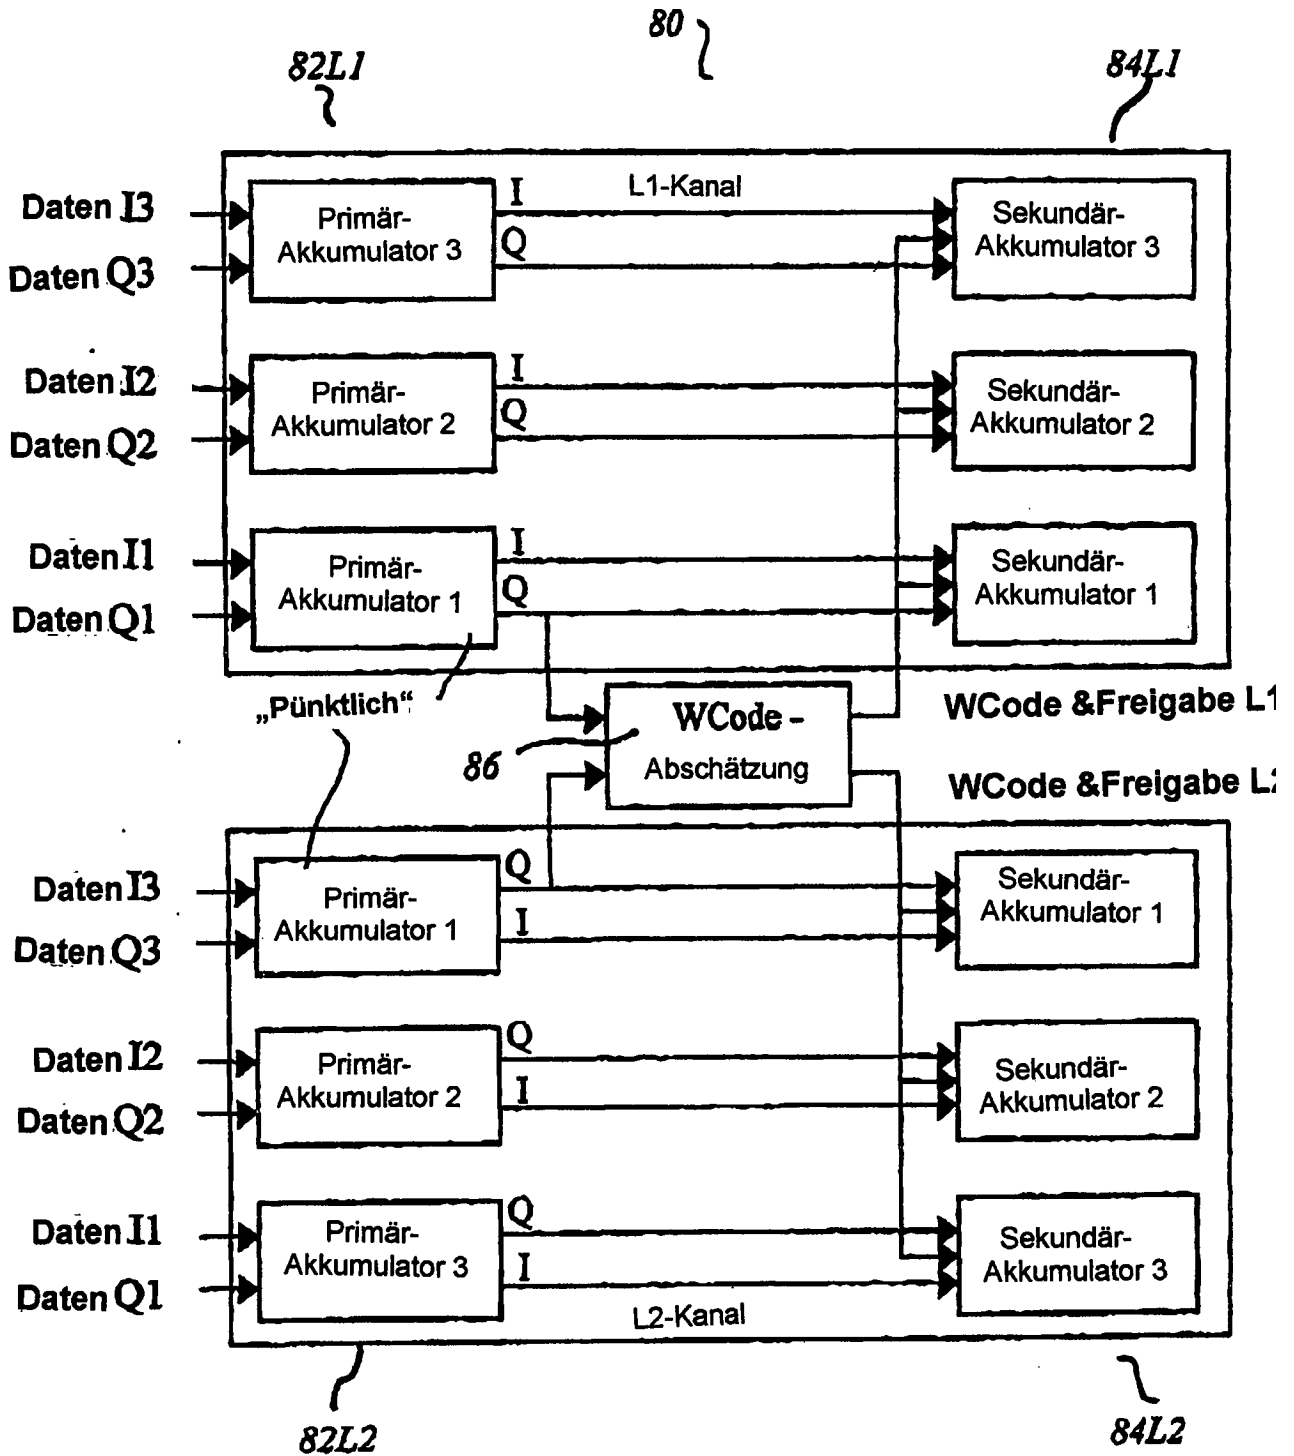 80
82L1
84L1
L1-Kanal
Daten I3
Daten Q3
Primär-
Akkumulator 3
I
Q
Sekundär-
Akkumulator 3
Daten I2
Daten Q2
Primär-
Akkumulator 2
I
Q
Sekundär-
Akkumulator 2
Daten I1
Daten Q1
Primär-
Akkumulator 1
I
Q
Sekundär-
Akkumulator 1
„Pünktlich“
86
WCode -
Abschätzung
WCode &Freigabe L1
WCode &Freigabe L2
Daten I3
Daten Q3
Primär-
Akkumulator 1
Q
I
Sekundär-
Akkumulator 1
Daten I2
Daten Q2
Primär-
Akkumulator 2
Q
I
Sekundär-
Akkumulator 2
Daten I1
Daten Q1
Primär-
Akkumulator 3
Q
I
Sekundär-
Akkumulator 3
L2-Kanal
82L2
84L2